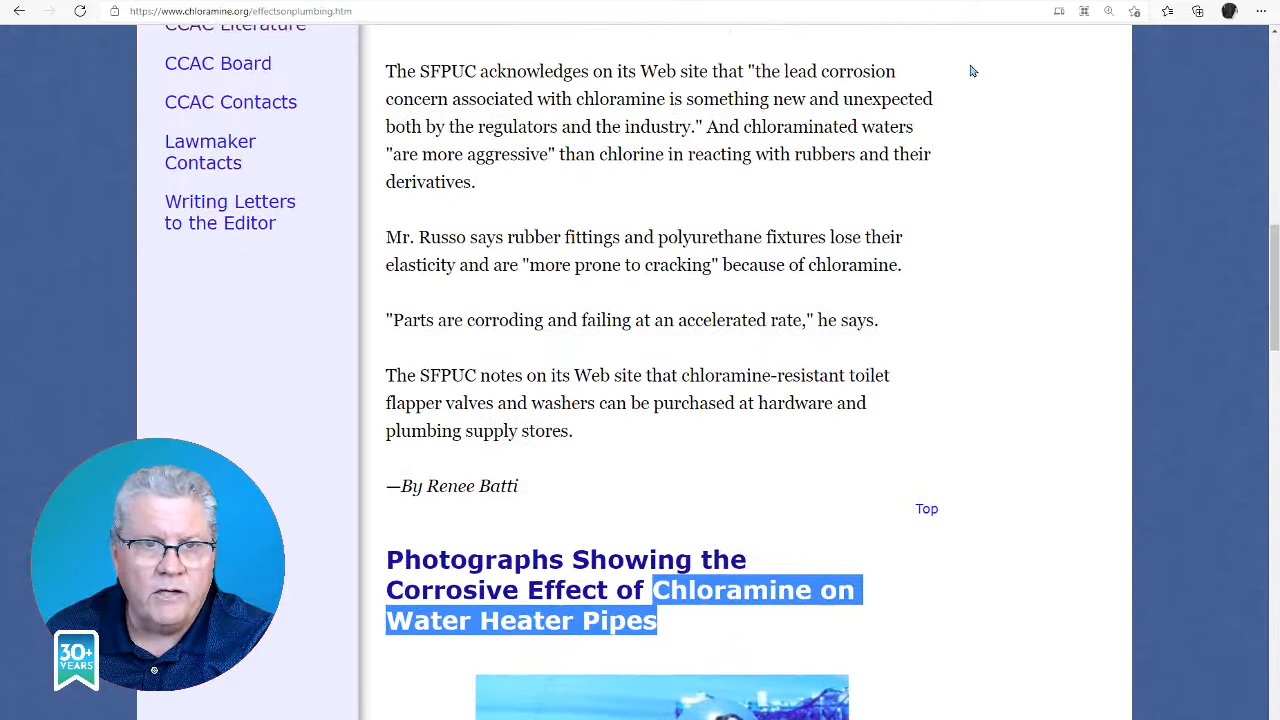 https://www.chloramine.org/effectsonplumbing.htm
CCAC Literature
CCAC Board
CCAC Contacts
Lawmaker
Contacts
Writing Letters
to the Editor
The SFPUC acknowledges on its Web site that "the lead corrosion
concern associated with chloramine is something new and unexpected
both by the regulators and the industry." And chloraminated waters
"are more aggressive" than chlorine in reacting with rubbers and their
derivatives.
Mr. Russo says rubber fittings and polyurethane fixtures lose their
elasticity and are "more prone to cracking" because of chloramine.
"Parts are corroding and failing at an accelerated rate," he says.
The SFPUC notes on its Web site that chloramine-resistant toilet
flapper valves and washers can be purchased at hardware and
plumbing supply stores.
—By Renee Batti
Top
Photographs Showing the
Corrosive Effect of Chloramine on
Water Heater Pipes
30+
YEARS